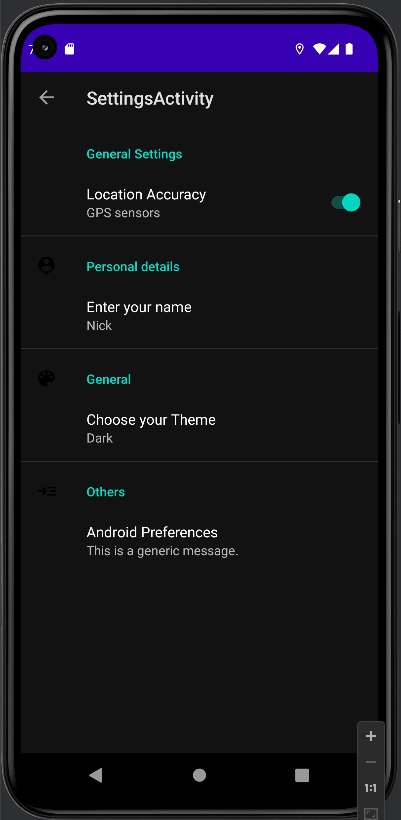 SettingsActivity
General Settings
Location Accuracy
GPS sensors
Personal details
Enter your name
Nick
General
Choose your Theme
Dark
Others
Android Preferences
This is a generic message.
1:1